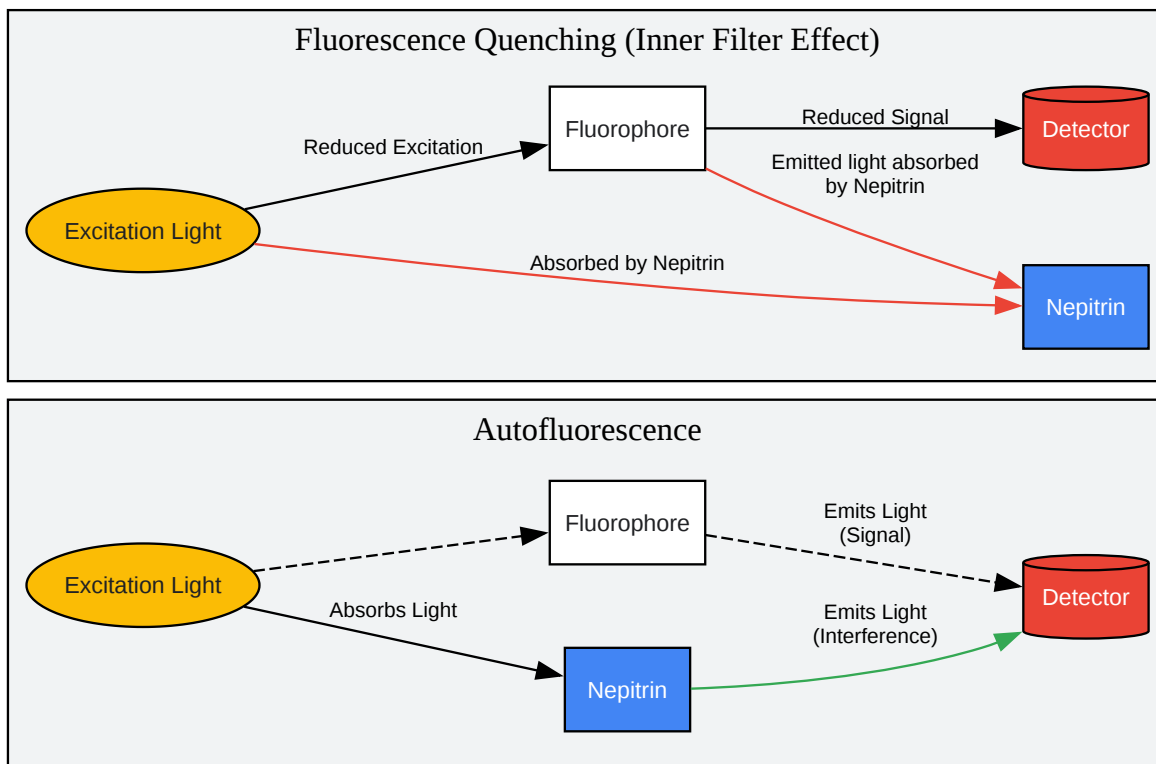 Fluorescence Quenching (Inner Filter Effect)
Fluorophore
Reduced Signal
Detector
Reduced Excitation
Emitted light absorbed
by Nepitrin
Excitation Light
Absorbed by Nepitrin
Nepitrin
Autofluorescence
Fluorophore
Emits Light
(Signal)
Excitation Light
Absorbs Light
Detector
Emits Light
(Interference)
Nepitrin